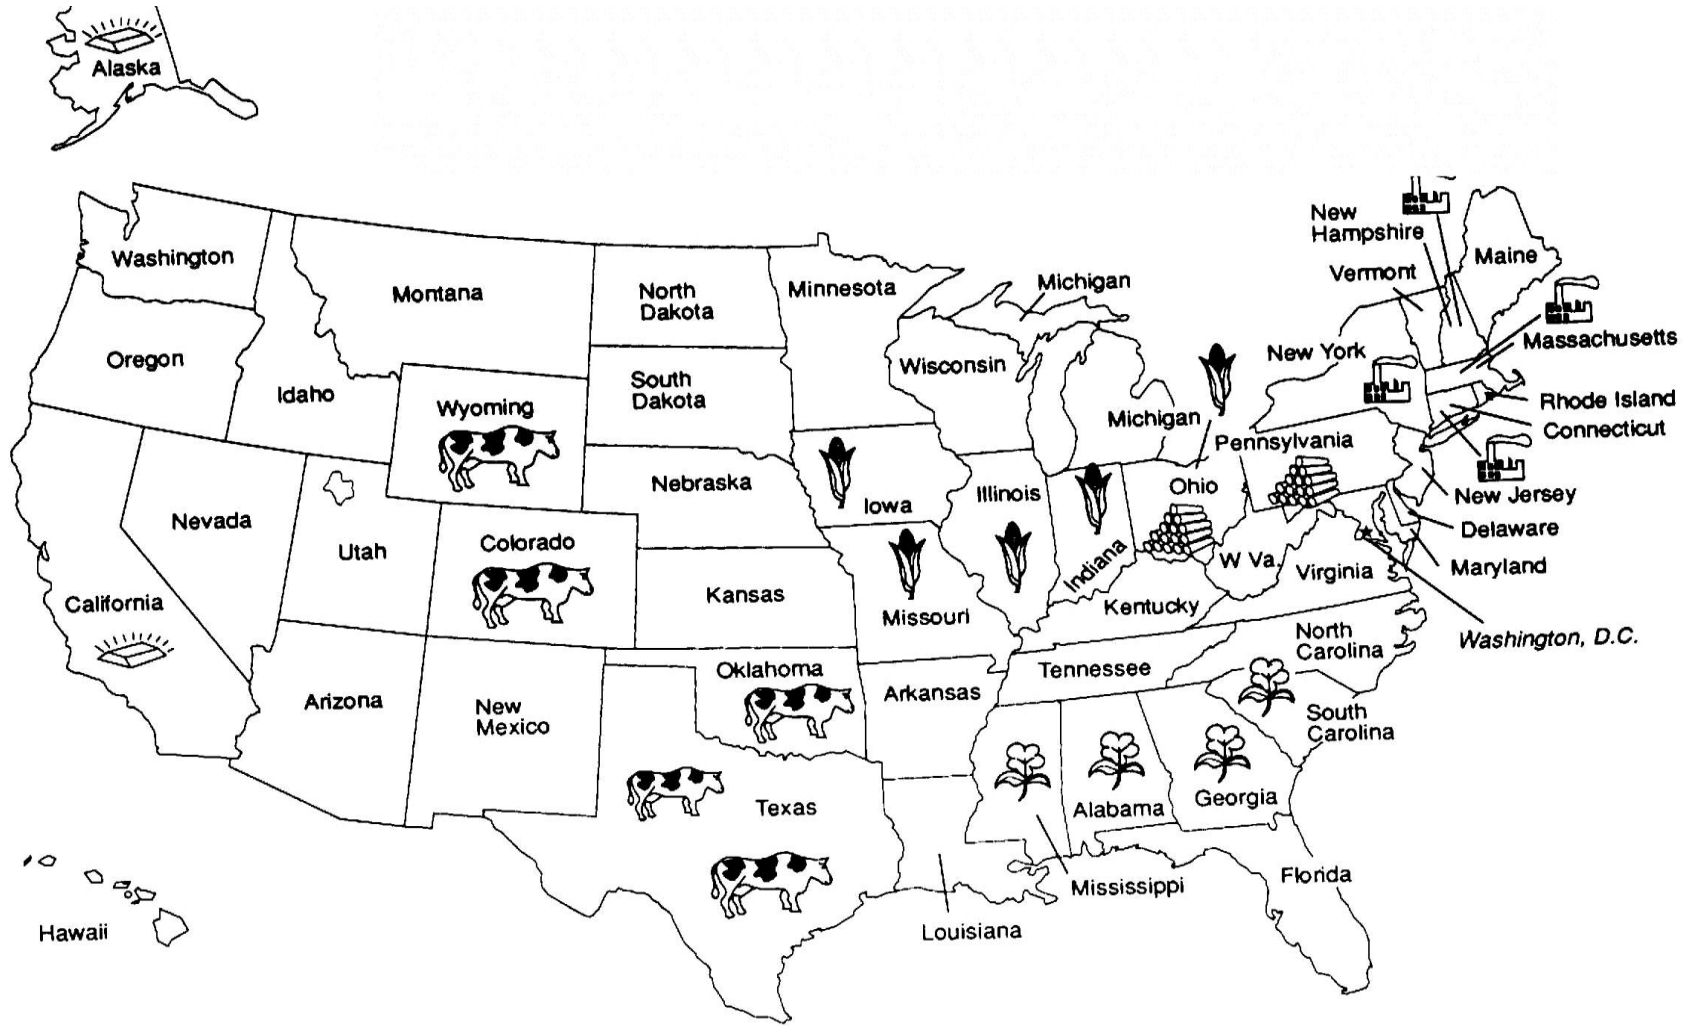 Alaska
Washington
Montana
North
Dakota
Minnesota
Michigan
New
Hampshire
Vermont
Maine
Oregon
Idaho
Wyoming
South
Dakota
Wisconsin
Michigan
New York
Massachusetts
Rhode Island
Connecticut
Pennsylvania
Nebraska
Iowa
Illinois
Indiana
Ohio
New Jersey
Delaware
Maryland
Nevada
Utah
Colorado
Kansas
Missouri
Kentucky
W Va.
Virginia
Washington, D.C.
California
Arizona
New
Mexico
Oklahoma
Arkansas
Tennessee
North
Carolina
South
Carolina
Texas
Alabama
Georgia
Louisiana
Mississippi
Florida
Hawaii